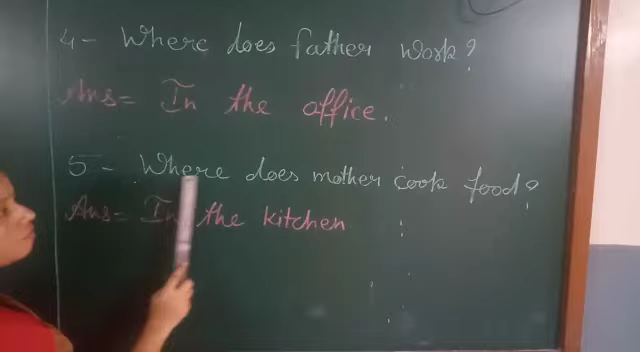 4- Where does father work?
Ans= In the office.
5- Where does mother cook food?
Ans= In the kitchen